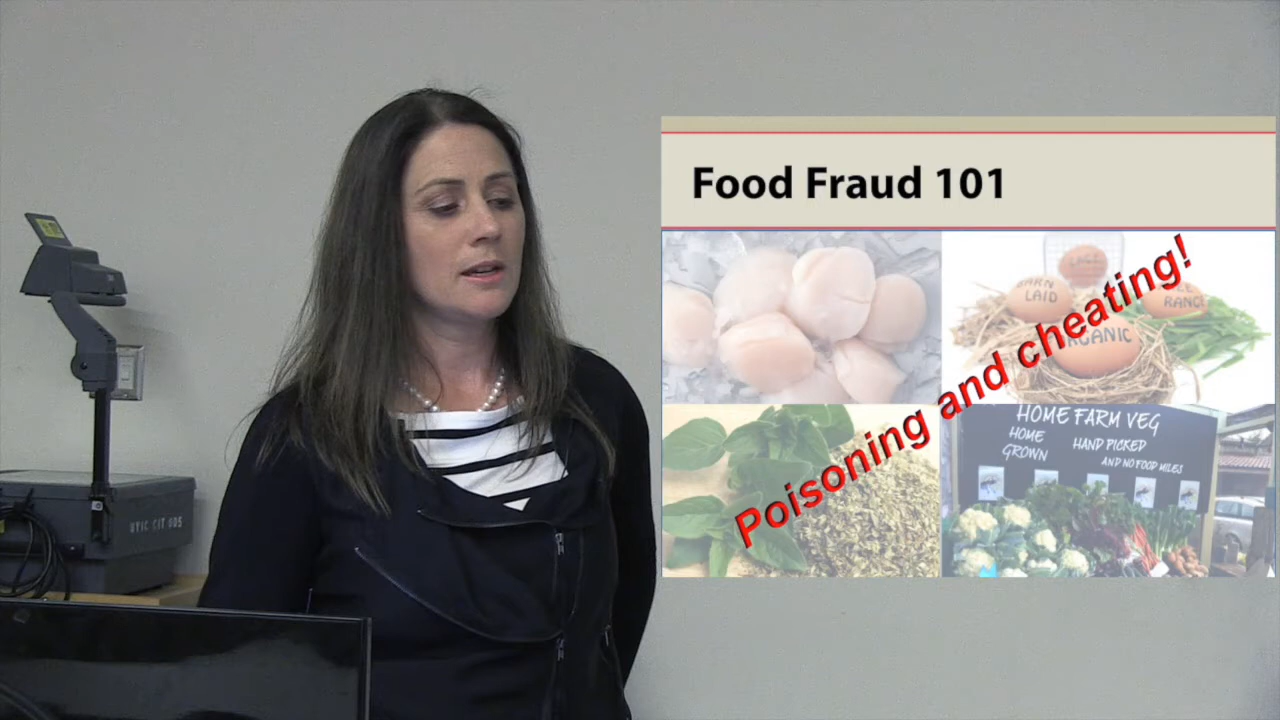 Food Fraud 101
BARN
LAID
RANGE
ORGANIC
Poisoning and cheating!
HOME FARM VEG
HOME
GROWN
HAND PICKED
AND NO FOOD MILES